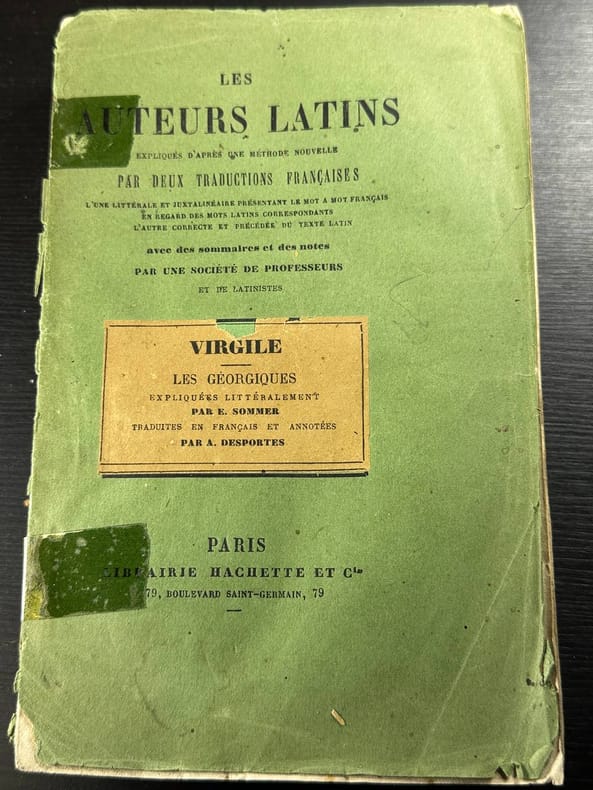 LES
AUTEURS LATINS
EXPLIQUÉS D'APRÈS UNE MÉTHODE NOUVELLE
PAR DEUX TRADUCTIONS FRANÇAISES
L'UNE LITTÉRALE ET JUXTALINÉAIRE PRÉSENTANT LE MOT A MOT FRANÇAIS
EN REGARD DES MOTS LATINS CORRESPONDANTS
L'AUTRE CORRECTE ET PRÉCÉDÉE DU TEXTE LATIN
avec des sommaires et des notes
PAR UNE SOCIÉTÉ DE PROFESSEURS
ET DE LATINISTES
VIRGILE
LES GÉORGIQUES
EXPLIQUÉES LITTÉRALEMENT
PAR E. SOMMER
TRADUITES EN FRANÇAIS ET ANNOTÉES
PAR A. DESPORTES
PARIS
LIBRAIRIE HACHETTE ET Cie
79, BOULEVARD SAINT-GERMAIN, 79